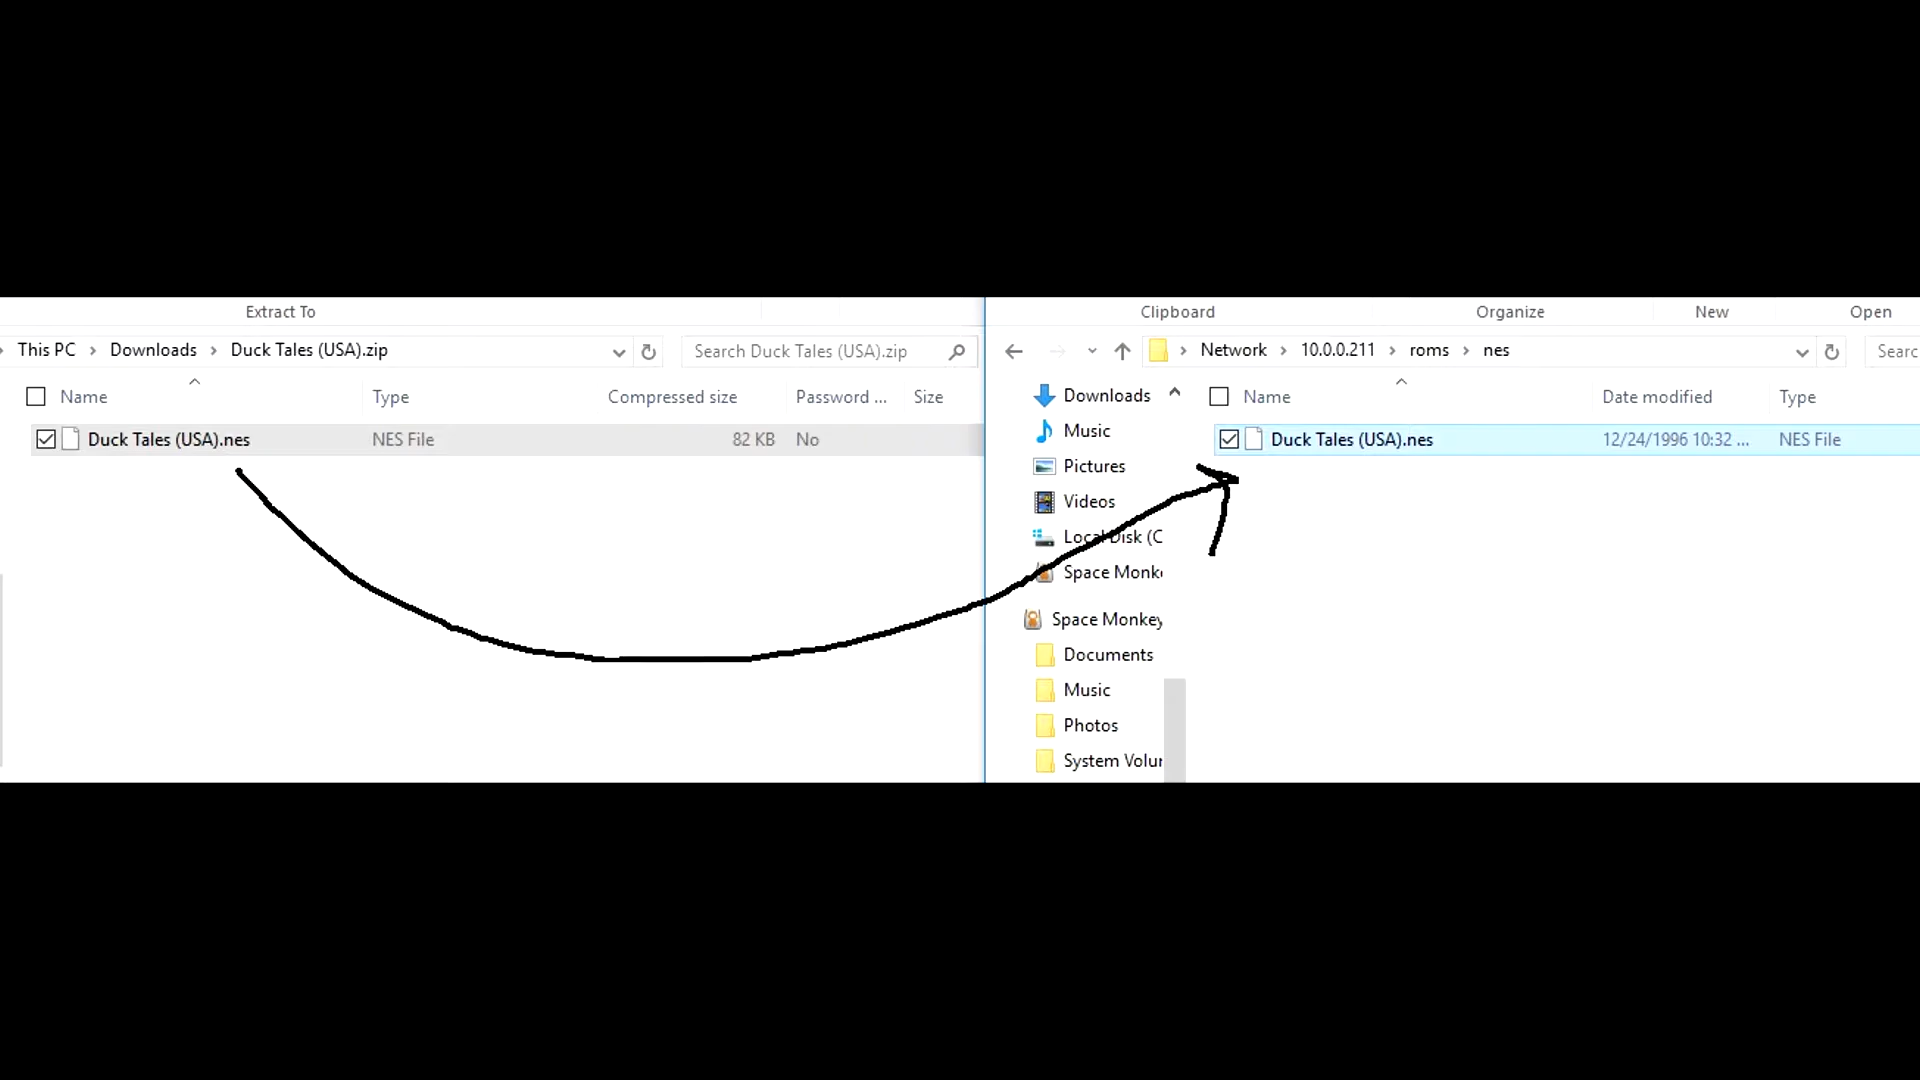 Extract To
This PC > Downloads > Duck Tales (USA).zip
Search Duck Tales (USA).zip
Name Type Compressed size Password ... Size
Duck Tales (USA).nes NES File 82 KB No
Clipboard Organize New Open
Network > 10.0.0.211 > roms > nes
Searc
Downloads
Music
Pictures
Videos
Local Disk (C
Space Monk
Space Monkey
Documents
Music
Photos
System Volu
Name Date modified Type
Duck Tales (USA).nes 12/24/1996 10:32 ... NES File